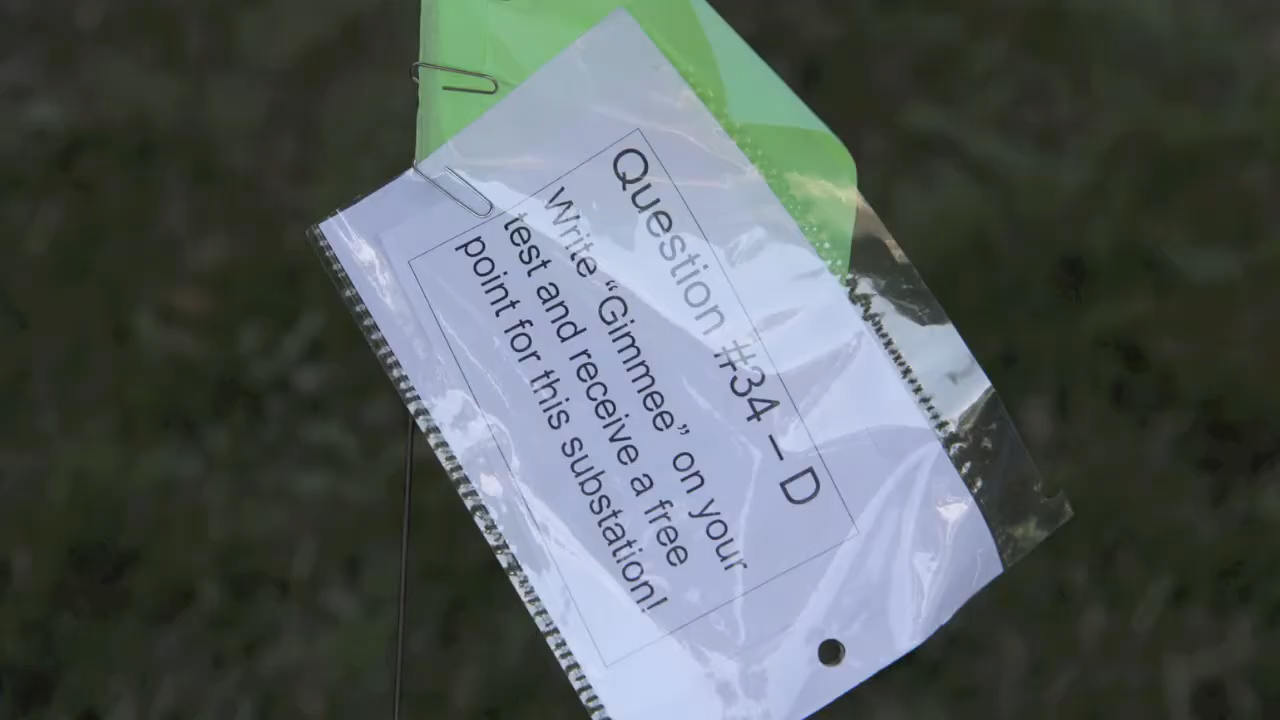 Question #34 – D
Write “Gimmee” on your
test and receive a free
point for this substation!